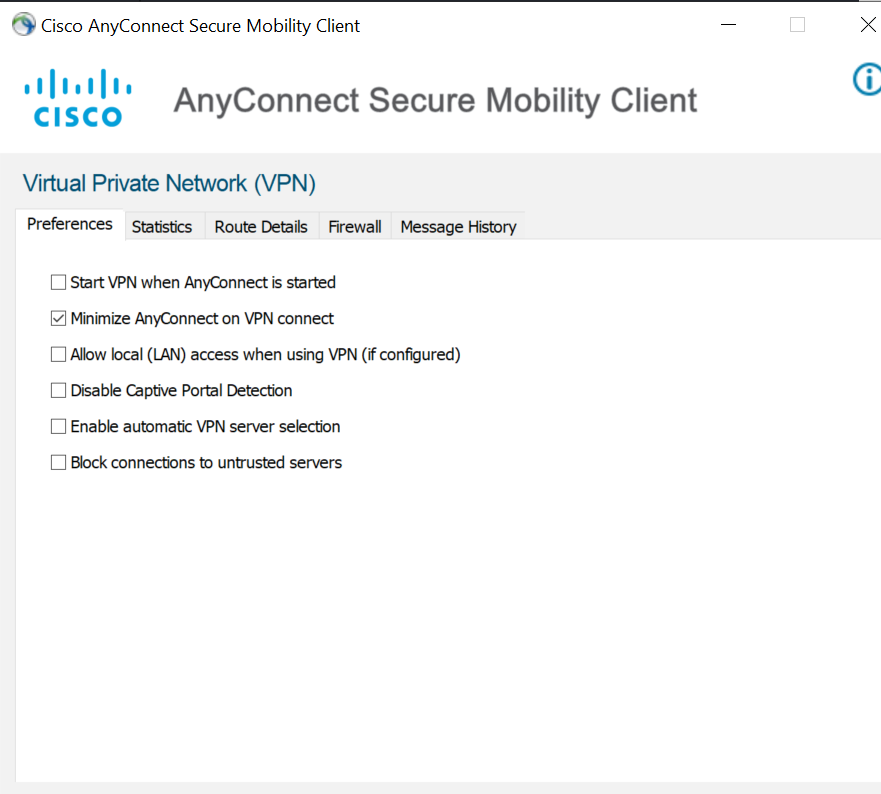 Cisco AnyConnect Secure Mobility Client
CISCO
AnyConnect Secure Mobility Client
Virtual Private Network (VPN)
Preferences Statistics Route Details Firewall Message History
Start VPN when AnyConnect is started
Minimize AnyConnect on VPN connect
Allow local (LAN) access when using VPN (if configured)
Disable Captive Portal Detection
Enable automatic VPN server selection
Block connections to untrusted servers